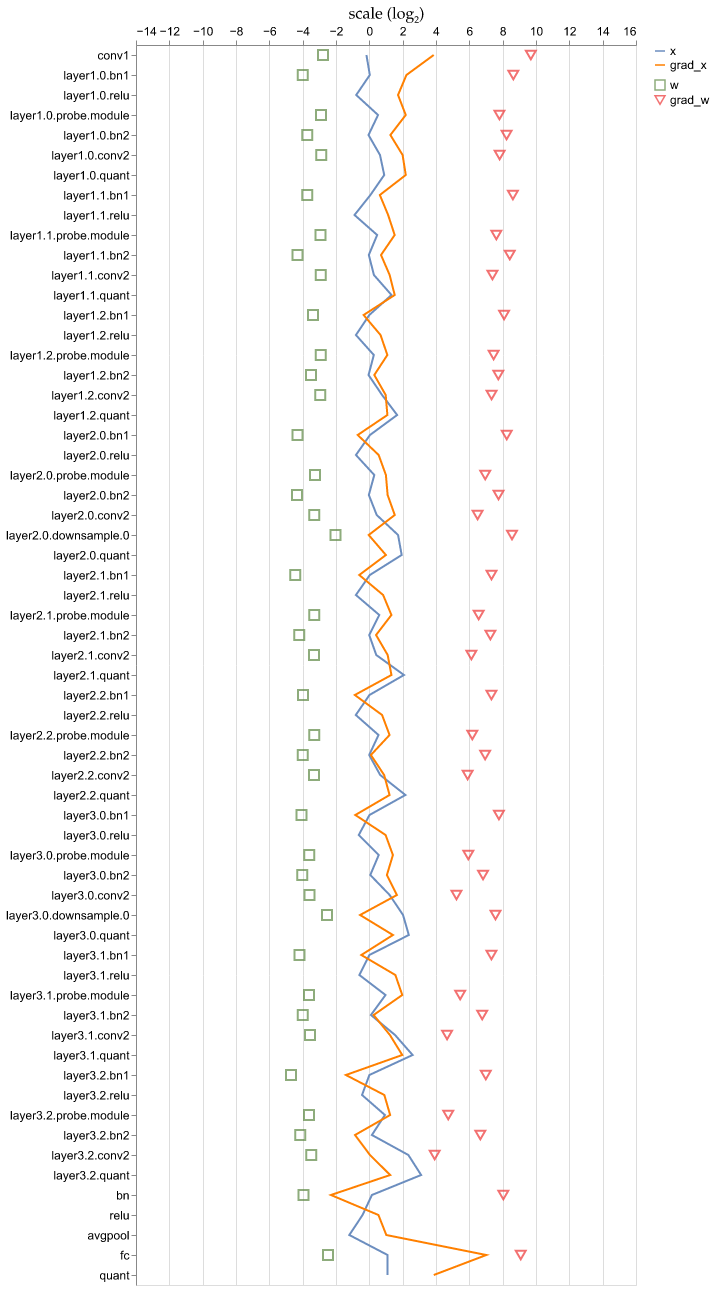 scale (log₂)
−14 −12 −10 −8 −6 −4 −2 0 2 4 6 8 10 12 14 16
x
grad_x
w
grad_w
conv1
layer1.0.bn1
layer1.0.relu
layer1.0.probe.module
layer1.0.bn2
layer1.0.conv2
layer1.0.quant
layer1.1.bn1
layer1.1.relu
layer1.1.probe.module
layer1.1.bn2
layer1.1.conv2
layer1.1.quant
layer1.2.bn1
layer1.2.relu
layer1.2.probe.module
layer1.2.bn2
layer1.2.conv2
layer1.2.quant
layer2.0.bn1
layer2.0.relu
layer2.0.probe.module
layer2.0.bn2
layer2.0.conv2
layer2.0.downsample.0
layer2.0.quant
layer2.1.bn1
layer2.1.relu
layer2.1.probe.module
layer2.1.bn2
layer2.1.conv2
layer2.1.quant
layer2.2.bn1
layer2.2.relu
layer2.2.probe.module
layer2.2.bn2
layer2.2.conv2
layer2.2.quant
layer3.0.bn1
layer3.0.relu
layer3.0.probe.module
layer3.0.bn2
layer3.0.conv2
layer3.0.downsample.0
layer3.0.quant
layer3.1.bn1
layer3.1.relu
layer3.1.probe.module
layer3.1.bn2
layer3.1.conv2
layer3.1.quant
layer3.2.bn1
layer3.2.relu
layer3.2.probe.module
layer3.2.bn2
layer3.2.conv2
layer3.2.quant
bn
relu
avgpool
fc
quant